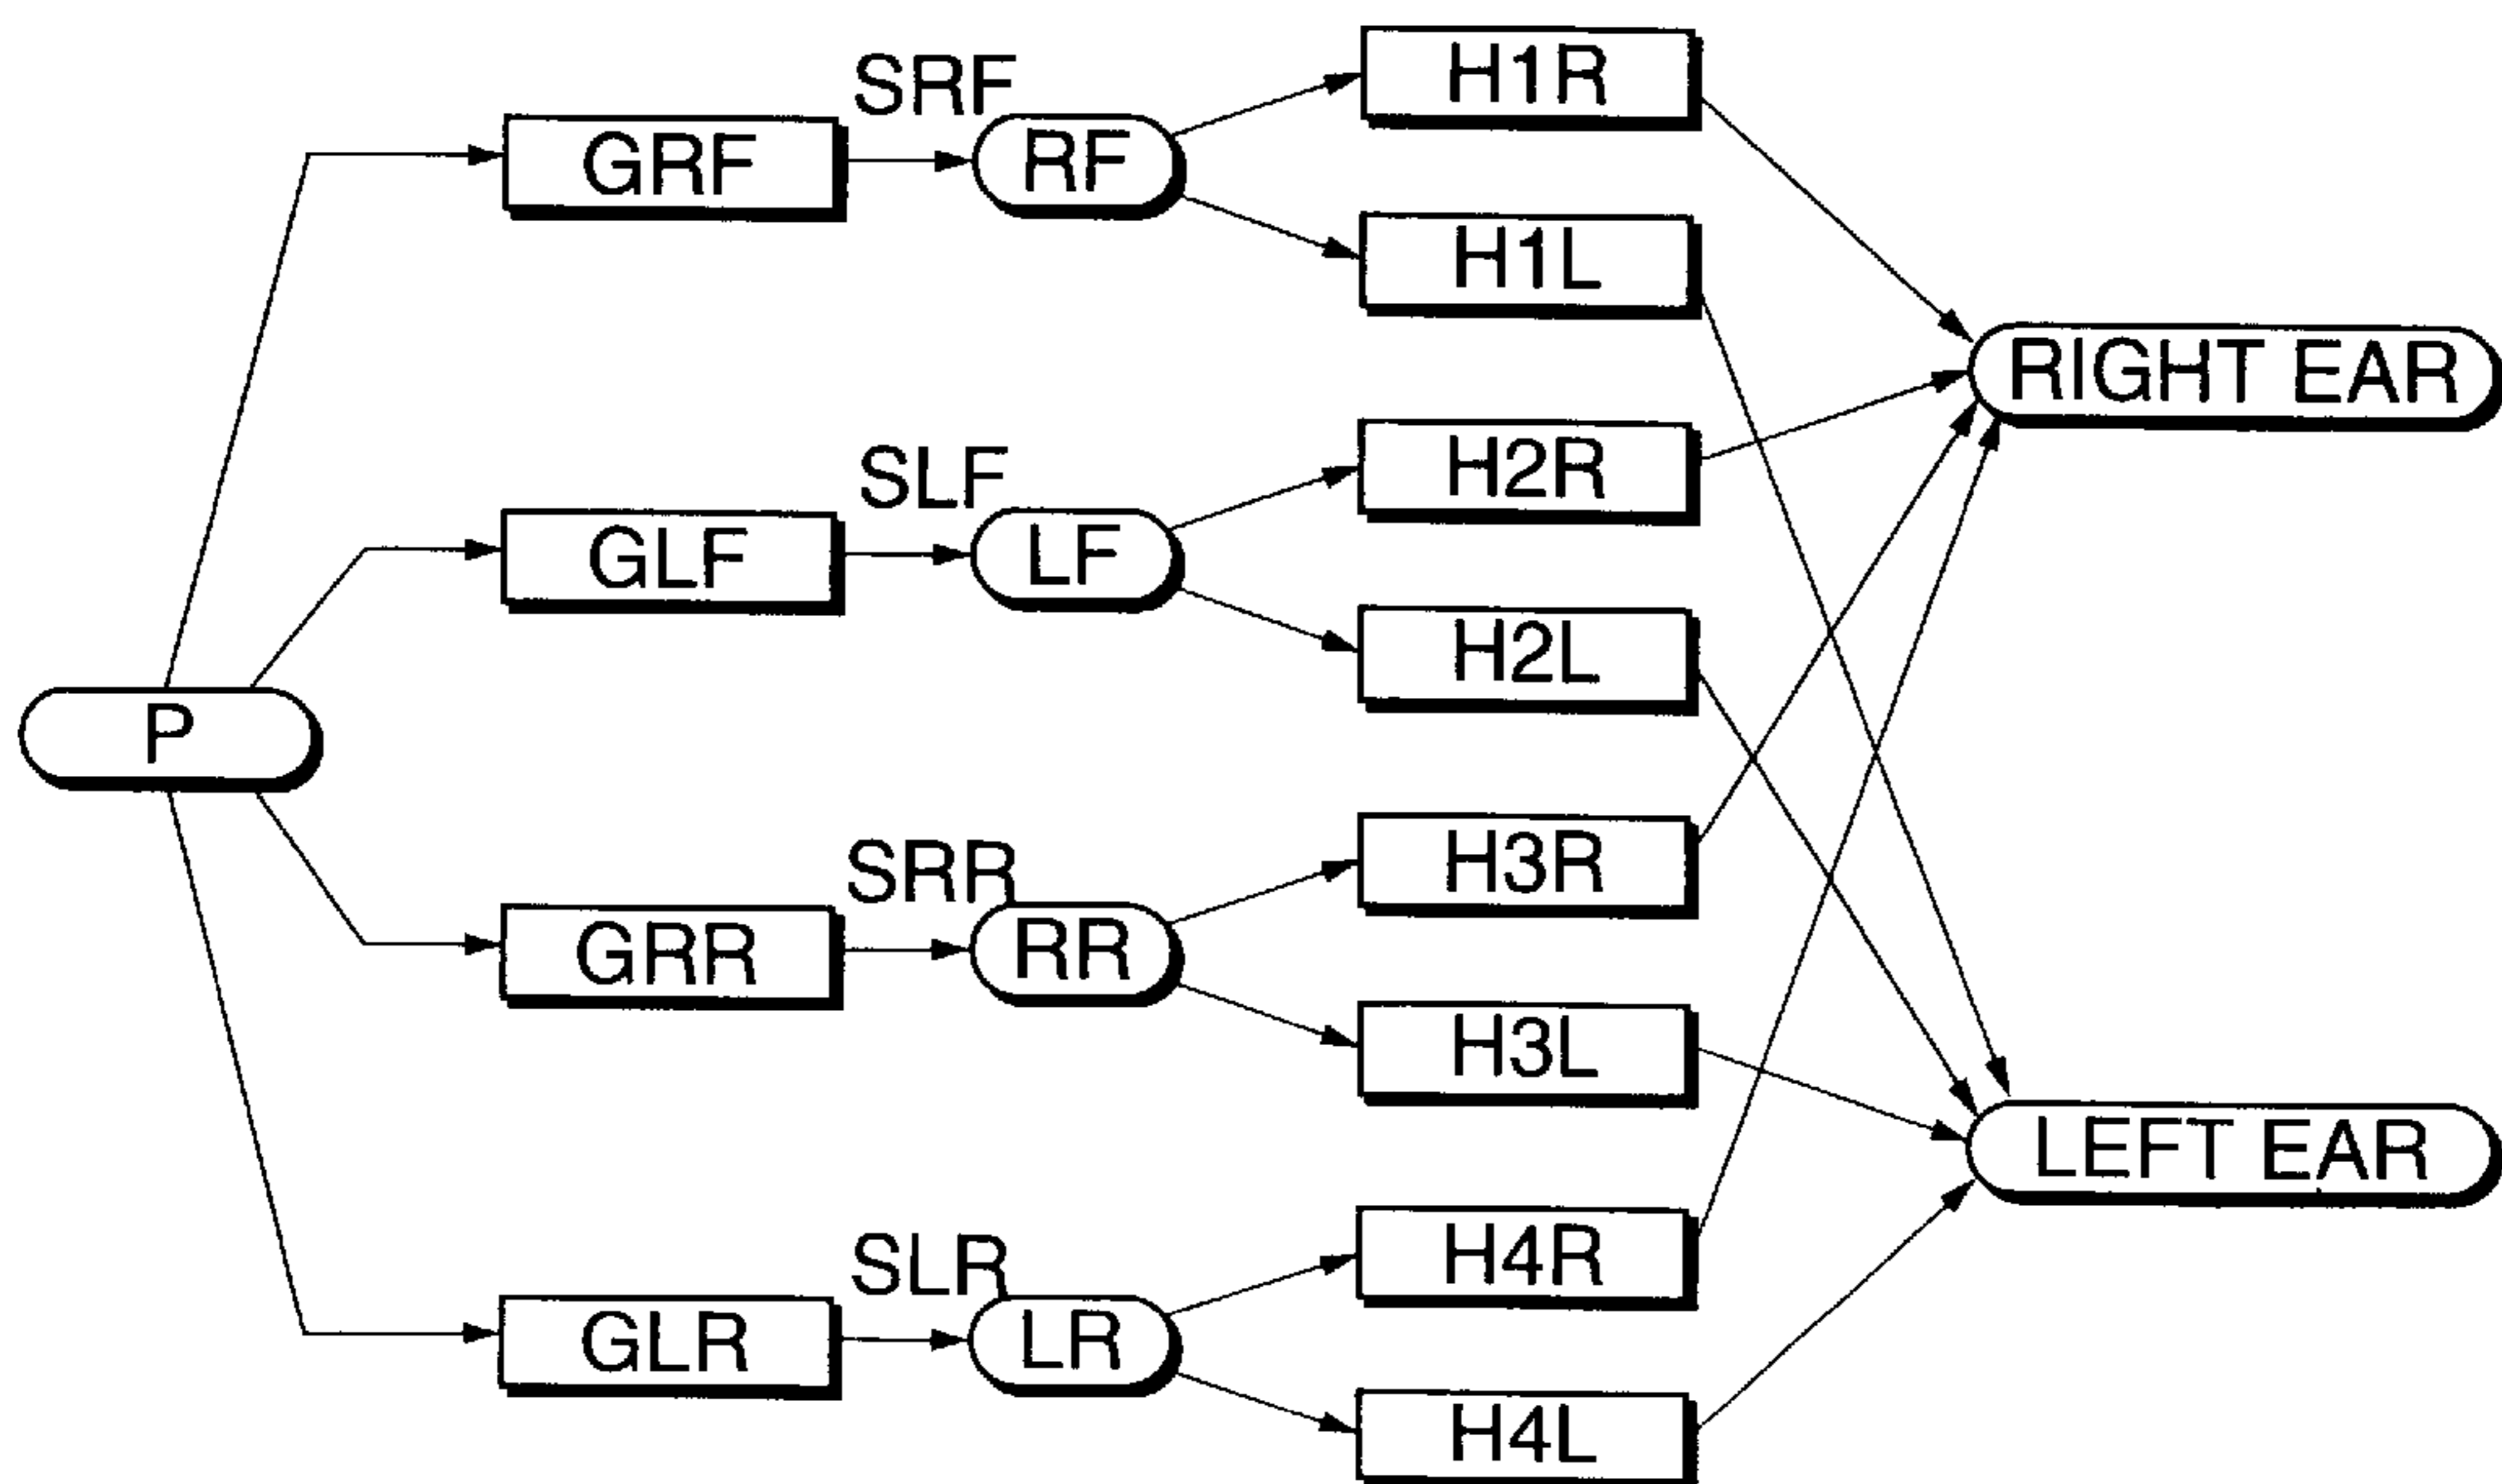 H1R
SRF
GRF
RF
H1L
RIGHT EAR
SLF
H2R
GLF
LF
H2L
P
SRR
H3R
GRR
RR
H3L
LEFT EAR
SLR
H4R
GLR
LR
H4L